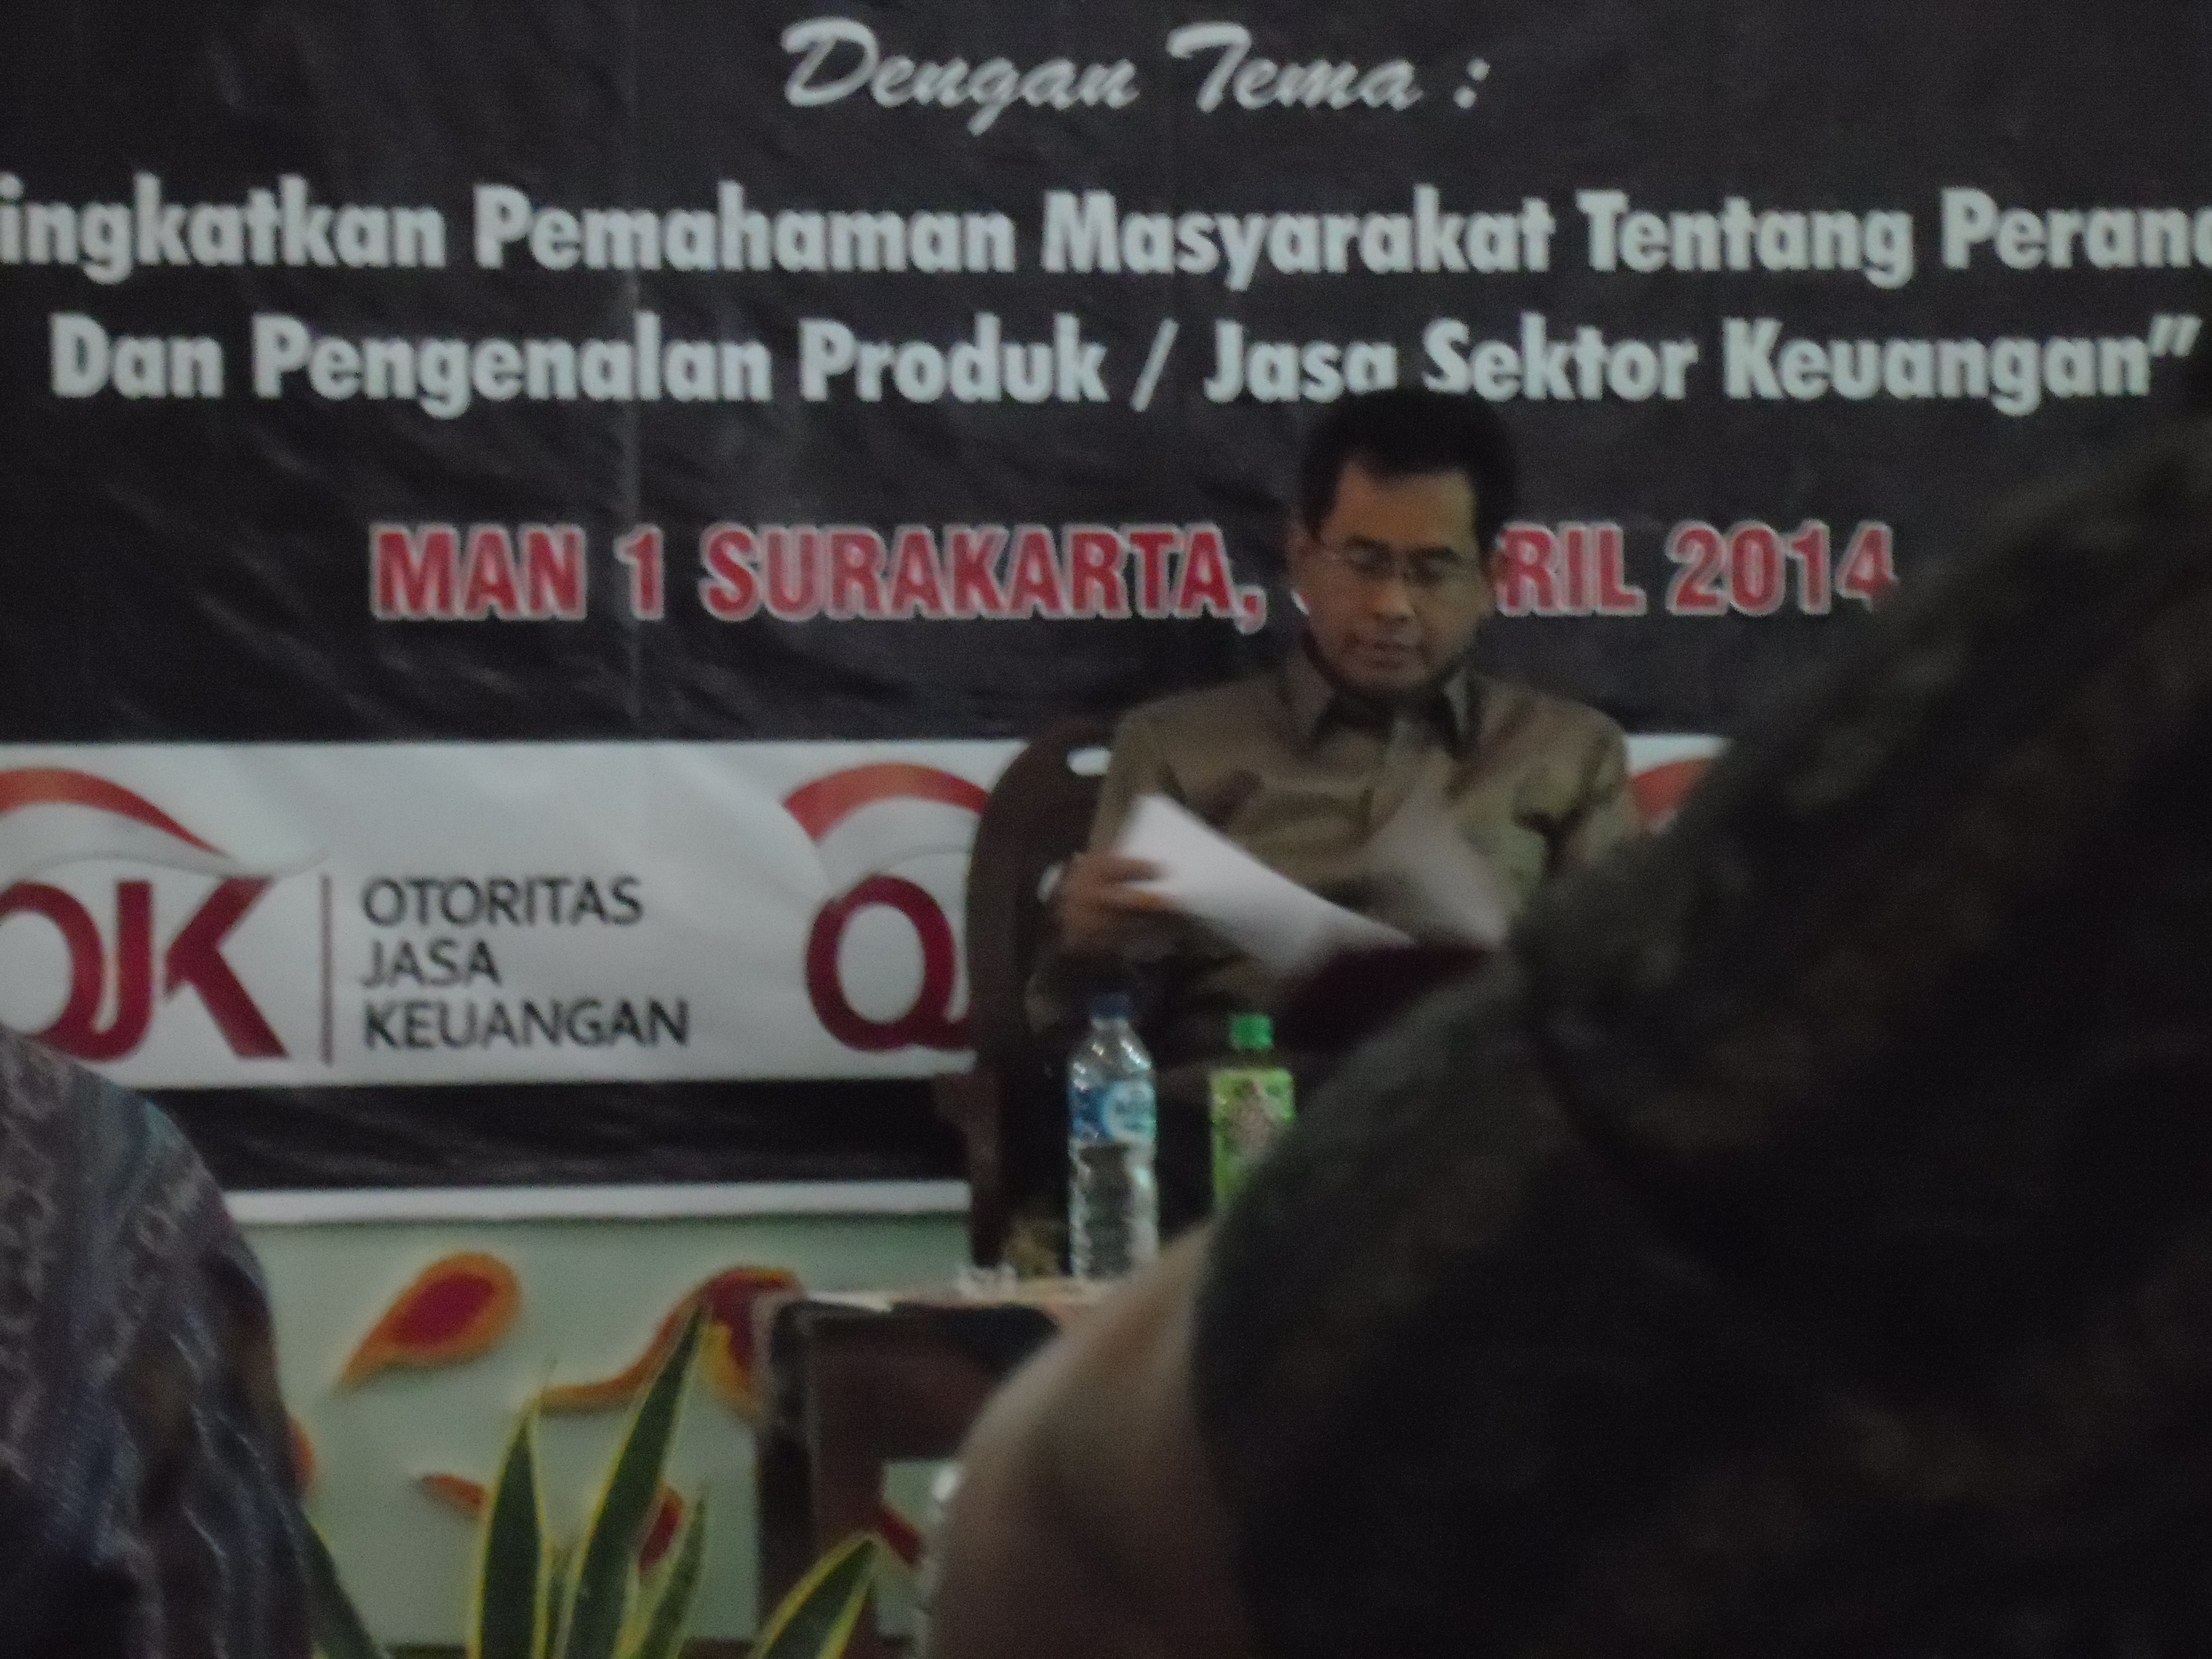 Dengan Tema :
ingkatkan Pemahaman Masyarakat Tentang Peran
Dan Pengenalan Produk / Jasa Sektor Keuangan"
MAN 1 SURAKARTA, RIL 2014
OJK OTORITAS
JASA
KEUANGAN